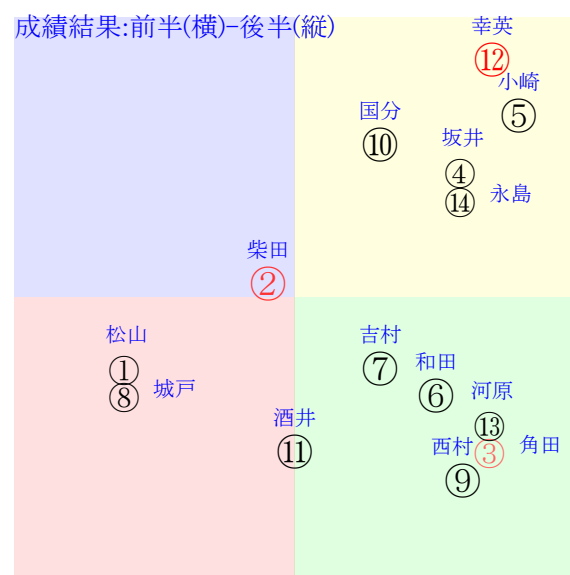 成績結果:前半(横)-後半(縦)
幸英
⑫
小崎
⑤
国分
⑩
坂井
④
⑭
永島
柴田
②
松山
①
⑧
城戸
吉村
⑦
和田
⑥
河原
⑬
酒井
⑪
西村
③
角田
⑨